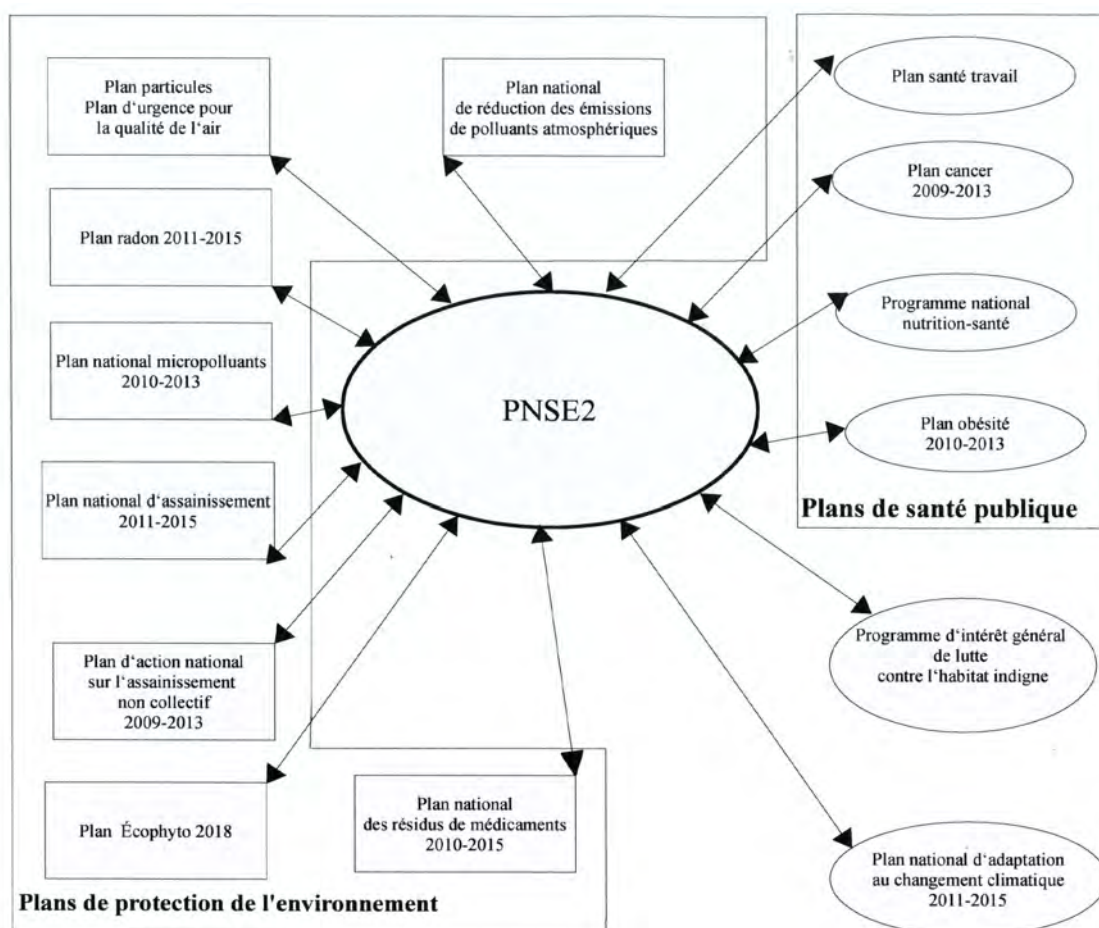 Plan particules
Plan d'urgence pour
la qualité de l'air
Plan national
de réduction des émissions
de polluants atmosphériques
Plan santé travail
Plan cancer
2009-2013
Plan radon 2011-2015
Programme national
nutrition-santé
Plan national micropolluants
2010-2013
PNSE2
Plan obésité
2010-2013
Plans de santé publique
Plan national d'assainissement
2011-2015
Programme d'intérêt général
de lutte
contre l'habitat indigne
Plan d'action national
sur l'assainissement
non collectif
2009-2013
Plan Écophyto 2018
Plan national
des résidus de médicaments
2010-2015
Plan national d'adaptation
au changement climatique
2011-2015
Plans de protection de l'environnement